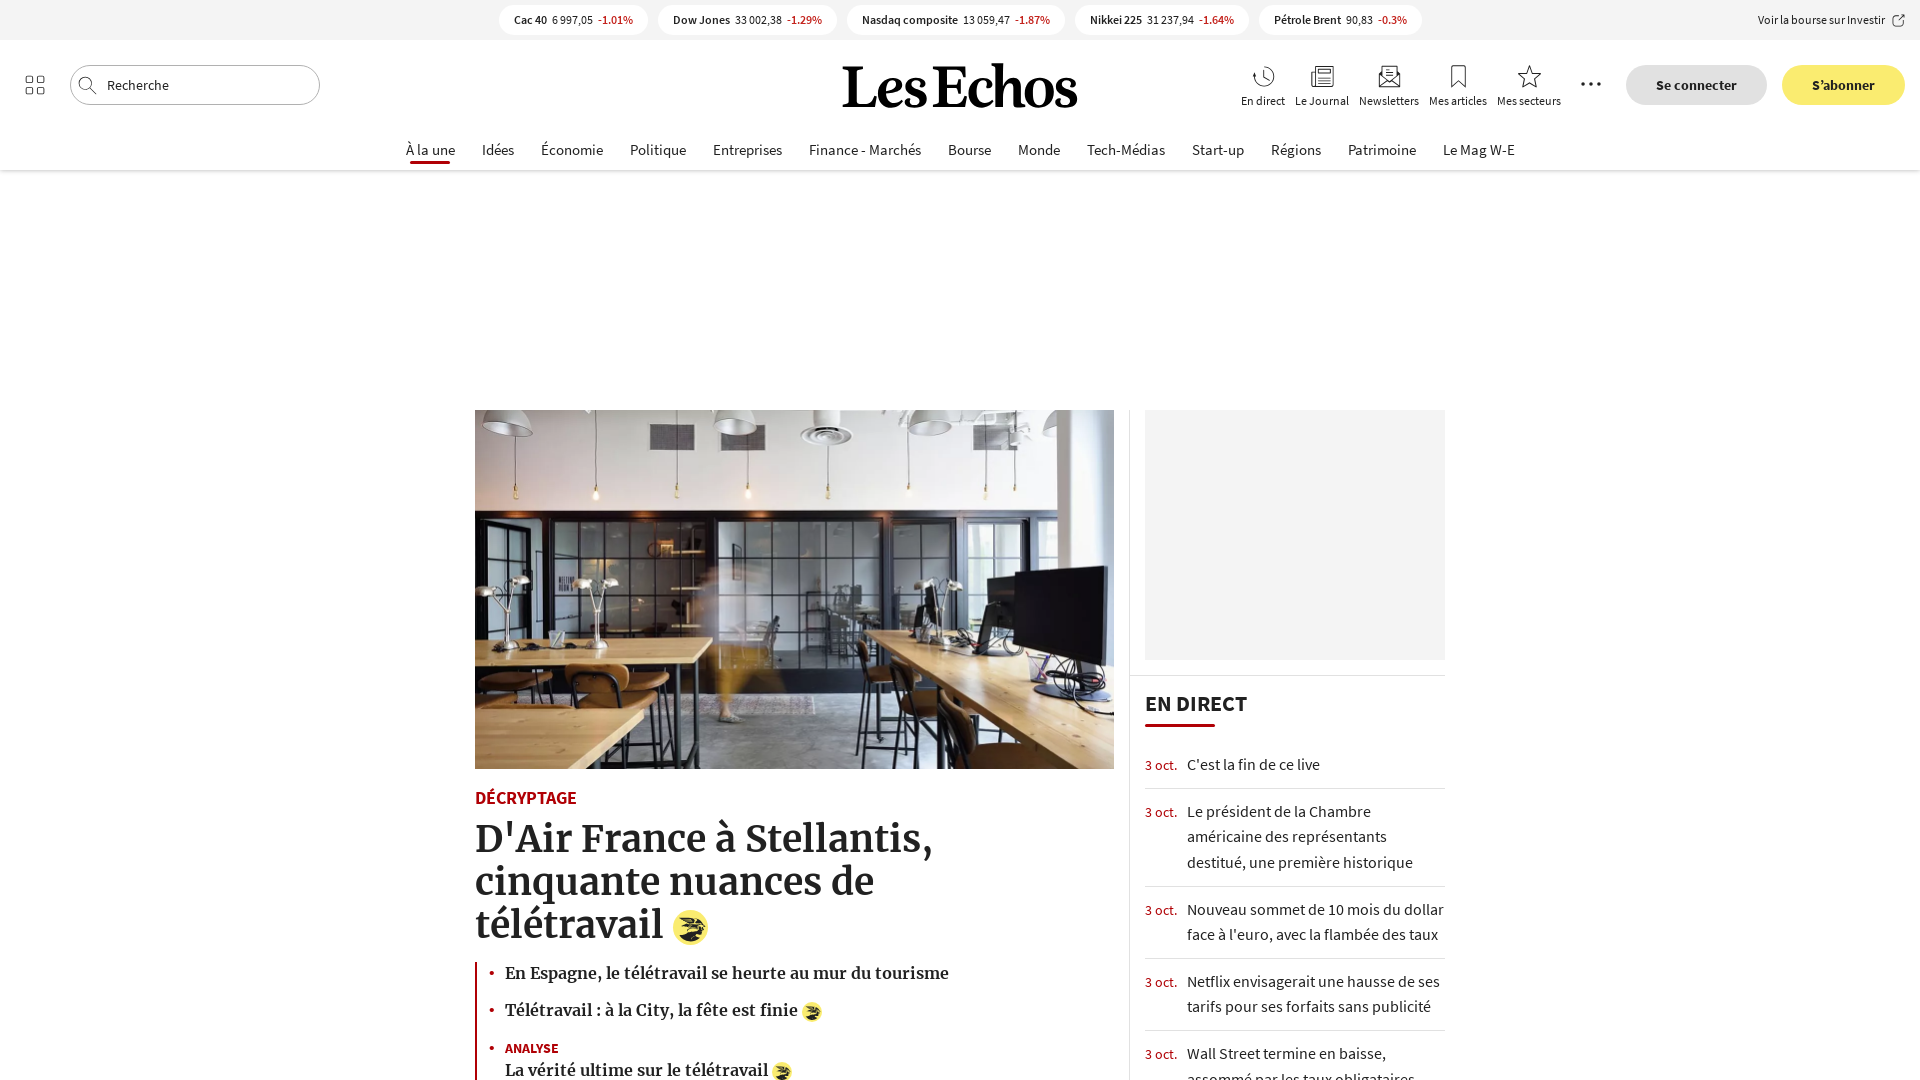 Cac 40 6 997,05 -1.01%
Dow Jones 33 002,38 -1.29%
Nasdaq composite 13 059,47 -1.87%
Nikkei 225 31 237,94 -1.64%
Pétrole Brent 90,83 -0.3%
Voir la bourse sur Investir
Recherche
Les Echos
En direct
Le Journal
Newsletters
Mes articles
Mes secteurs
Se connecter
S'abonner
À la une
Idées
Économie
Politique
Entreprises
Finance - Marchés
Bourse
Monde
Tech-Médias
Start-up
Régions
Patrimoine
Le Mag W-E
DÉCRYPTAGE
D'Air France à Stellantis,
cinquante nuances de
télétravail
• En Espagne, le télétravail se heurte au mur du tourisme
• Télétravail : à la City, la fête est finie
• ANALYSE
La vérité ultime sur le télétravail
EN DIRECT
3 oct. C'est la fin de ce live
3 oct. Le président de la Chambre
américaine des représentants
destitué, une première historique
3 oct. Nouveau sommet de 10 mois du dollar
face à l'euro, avec la flambée des taux
3 oct. Netflix envisagerait une hausse de ses
tarifs pour ses forfaits sans publicité
3 oct. Wall Street termine en baisse,
assommé par les taux obligataires